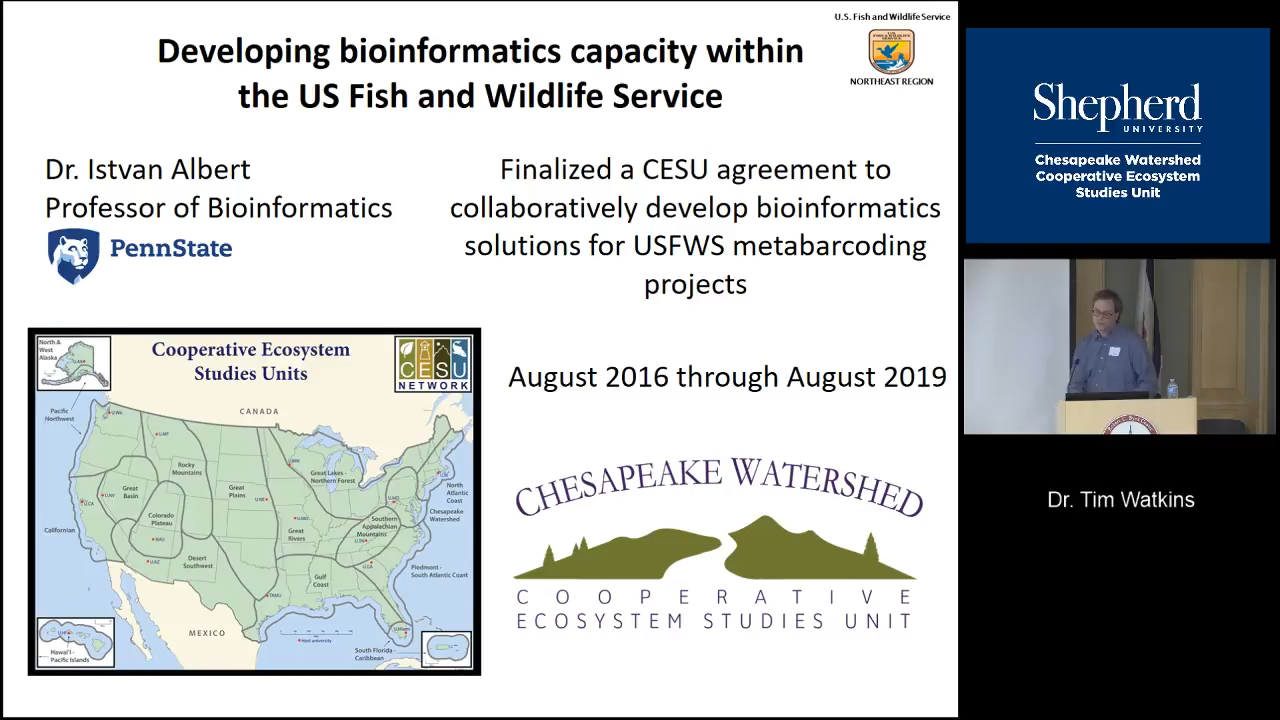 U.S. Fish and Wildlife Service
NORTHEAST REGION
Developing bioinformatics capacity within
the US Fish and Wildlife Service
Dr. Istvan Albert
Professor of Bioinformatics
PennState
Finalized a CESU agreement to
collaboratively develop bioinformatics
solutions for USFWS metabarcoding
projects
August 2016 through August 2019
Cooperative Ecosystem
Studies Units
CESU
NETWORK
North &
West
Alaska
CANADA
Pacific
Northwest
Rocky
Mountains
Great Lakes -
Northern Forest
Great
Basin
Great
Plains
North
Atlantic
Coast
Chesapeake
Watershed
Colorado
Plateau
Californian
Southern
Appalachian
Mountains
Great
Rivers
Desert
Southwest
Gulf
Coast
Piedmont -
South Atlantic Coast
MEXICO
Host university
Hawai'i -
Pacific Islands
South Florida -
Caribbean
CHESAPEAKE WATERSHED
COOPERATIVE
ECOSYSTEM STUDIES UNIT
Shepherd
UNIVERSITY
Chesapeake Watershed
Cooperative Ecosystem
Studies Unit
Dr. Tim Watkins